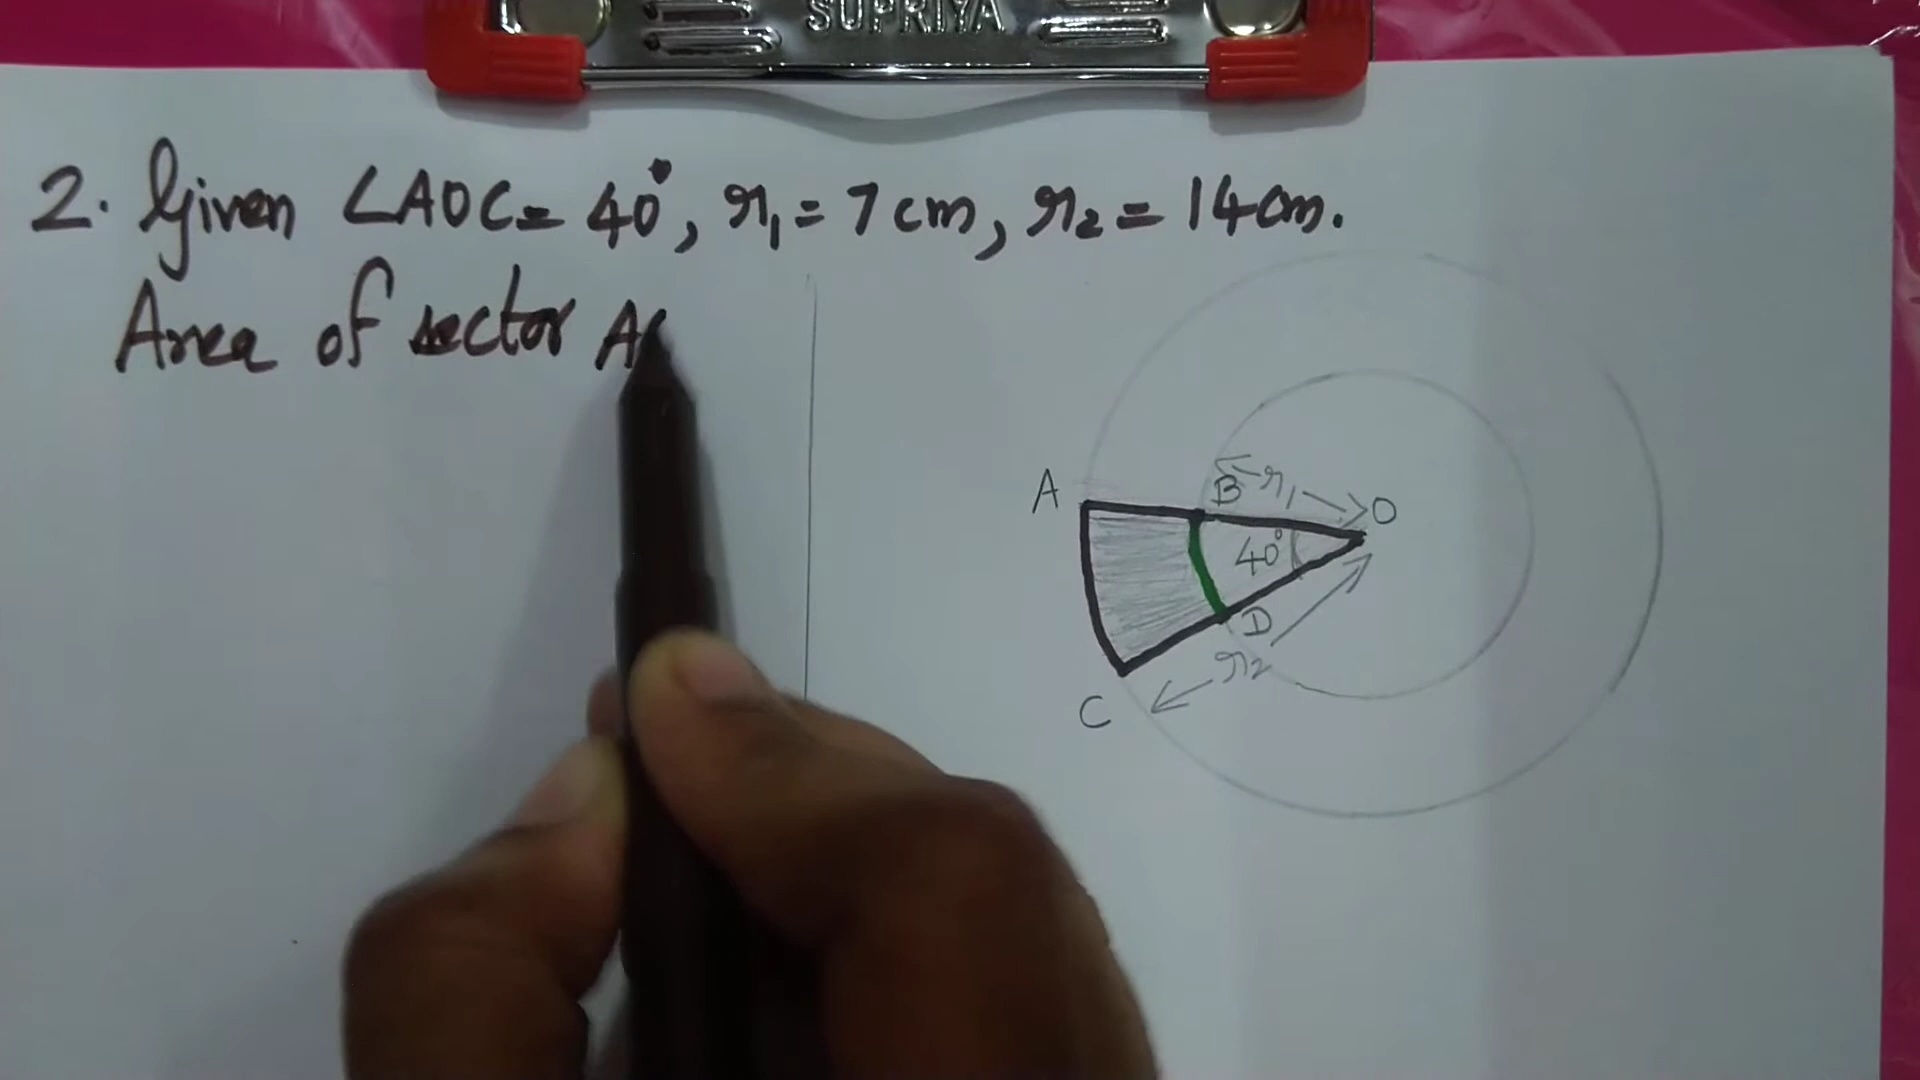 SUPRIYA
2. Given ∠AOC = 40°, r₁ = 7 cm, r₂ = 14 cm.
Area of sector A
A
B
r₁
O
40°
D
r₂
C